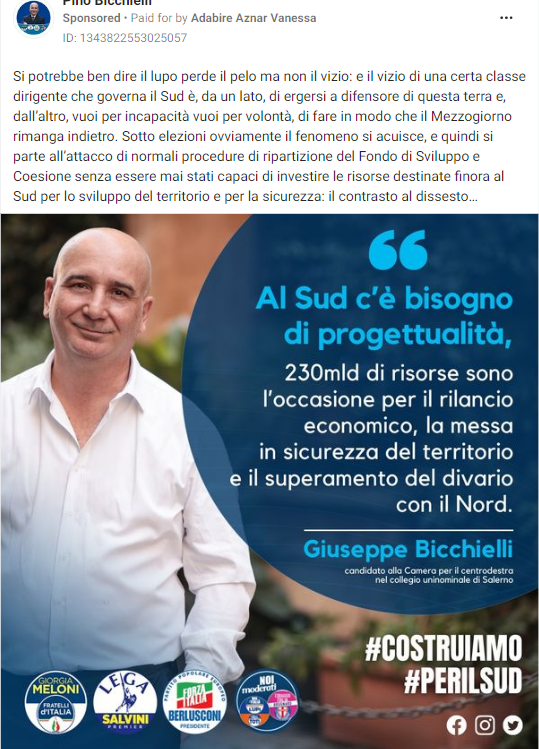 Pino Bicchielli
Sponsored • Paid for by Adabire Aznar Vanessa
ID: 1343822553025057
Si potrebbe ben dire il lupo perde il pelo ma non il vizio: e il vizio di una certa classe
dirigente che governa il Sud è, da un lato, di ergersi a difensore di questa terra e,
dall'altro, vuoi per incapacità vuoi per volontà, di fare in modo che il Mezzogiorno
rimanga indietro. Sotto elezioni ovviamente il fenomeno si acuisce, e quindi si
parte all'attacco di normali procedure di ripartizione del Fondo di Sviluppo e
Coesione senza essere mai stati capaci di investire le risorse destinate finora al
Sud per lo sviluppo del territorio e per la sicurezza: il contrasto al dissesto…
Al Sud c'è bisogno
di progettualità,
230mld di risorse sono
l'occasione per il rilancio
economico, la messa
in sicurezza del territorio
e il superamento del divario
con il Nord.
Giuseppe Bicchielli
candidato alla Camera per il centrodestra
nel collegio uninominale di Salerno
#COSTRUIAMO
#PERILSUD
GIORGIA
MELONI
FRATELLI
d'ITALIA
LEGA
SALVINI
PREMIER
PARTITO POPOLARE EUROPEO
FORZA
ITALIA
BERLUSCONI
PRESIDENTE
NOI
moderati
LUPI
TOTI